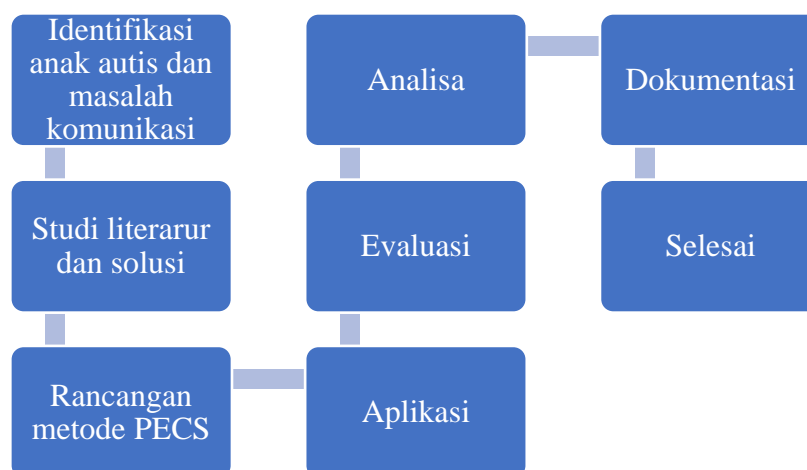 Identifikasi
anak autis dan
masalah
komunikasi
Studi literarur
dan solusi
Rancangan
metode PECS
Aplikasi
Evaluasi
Analisa
Dokumentasi
Selesai